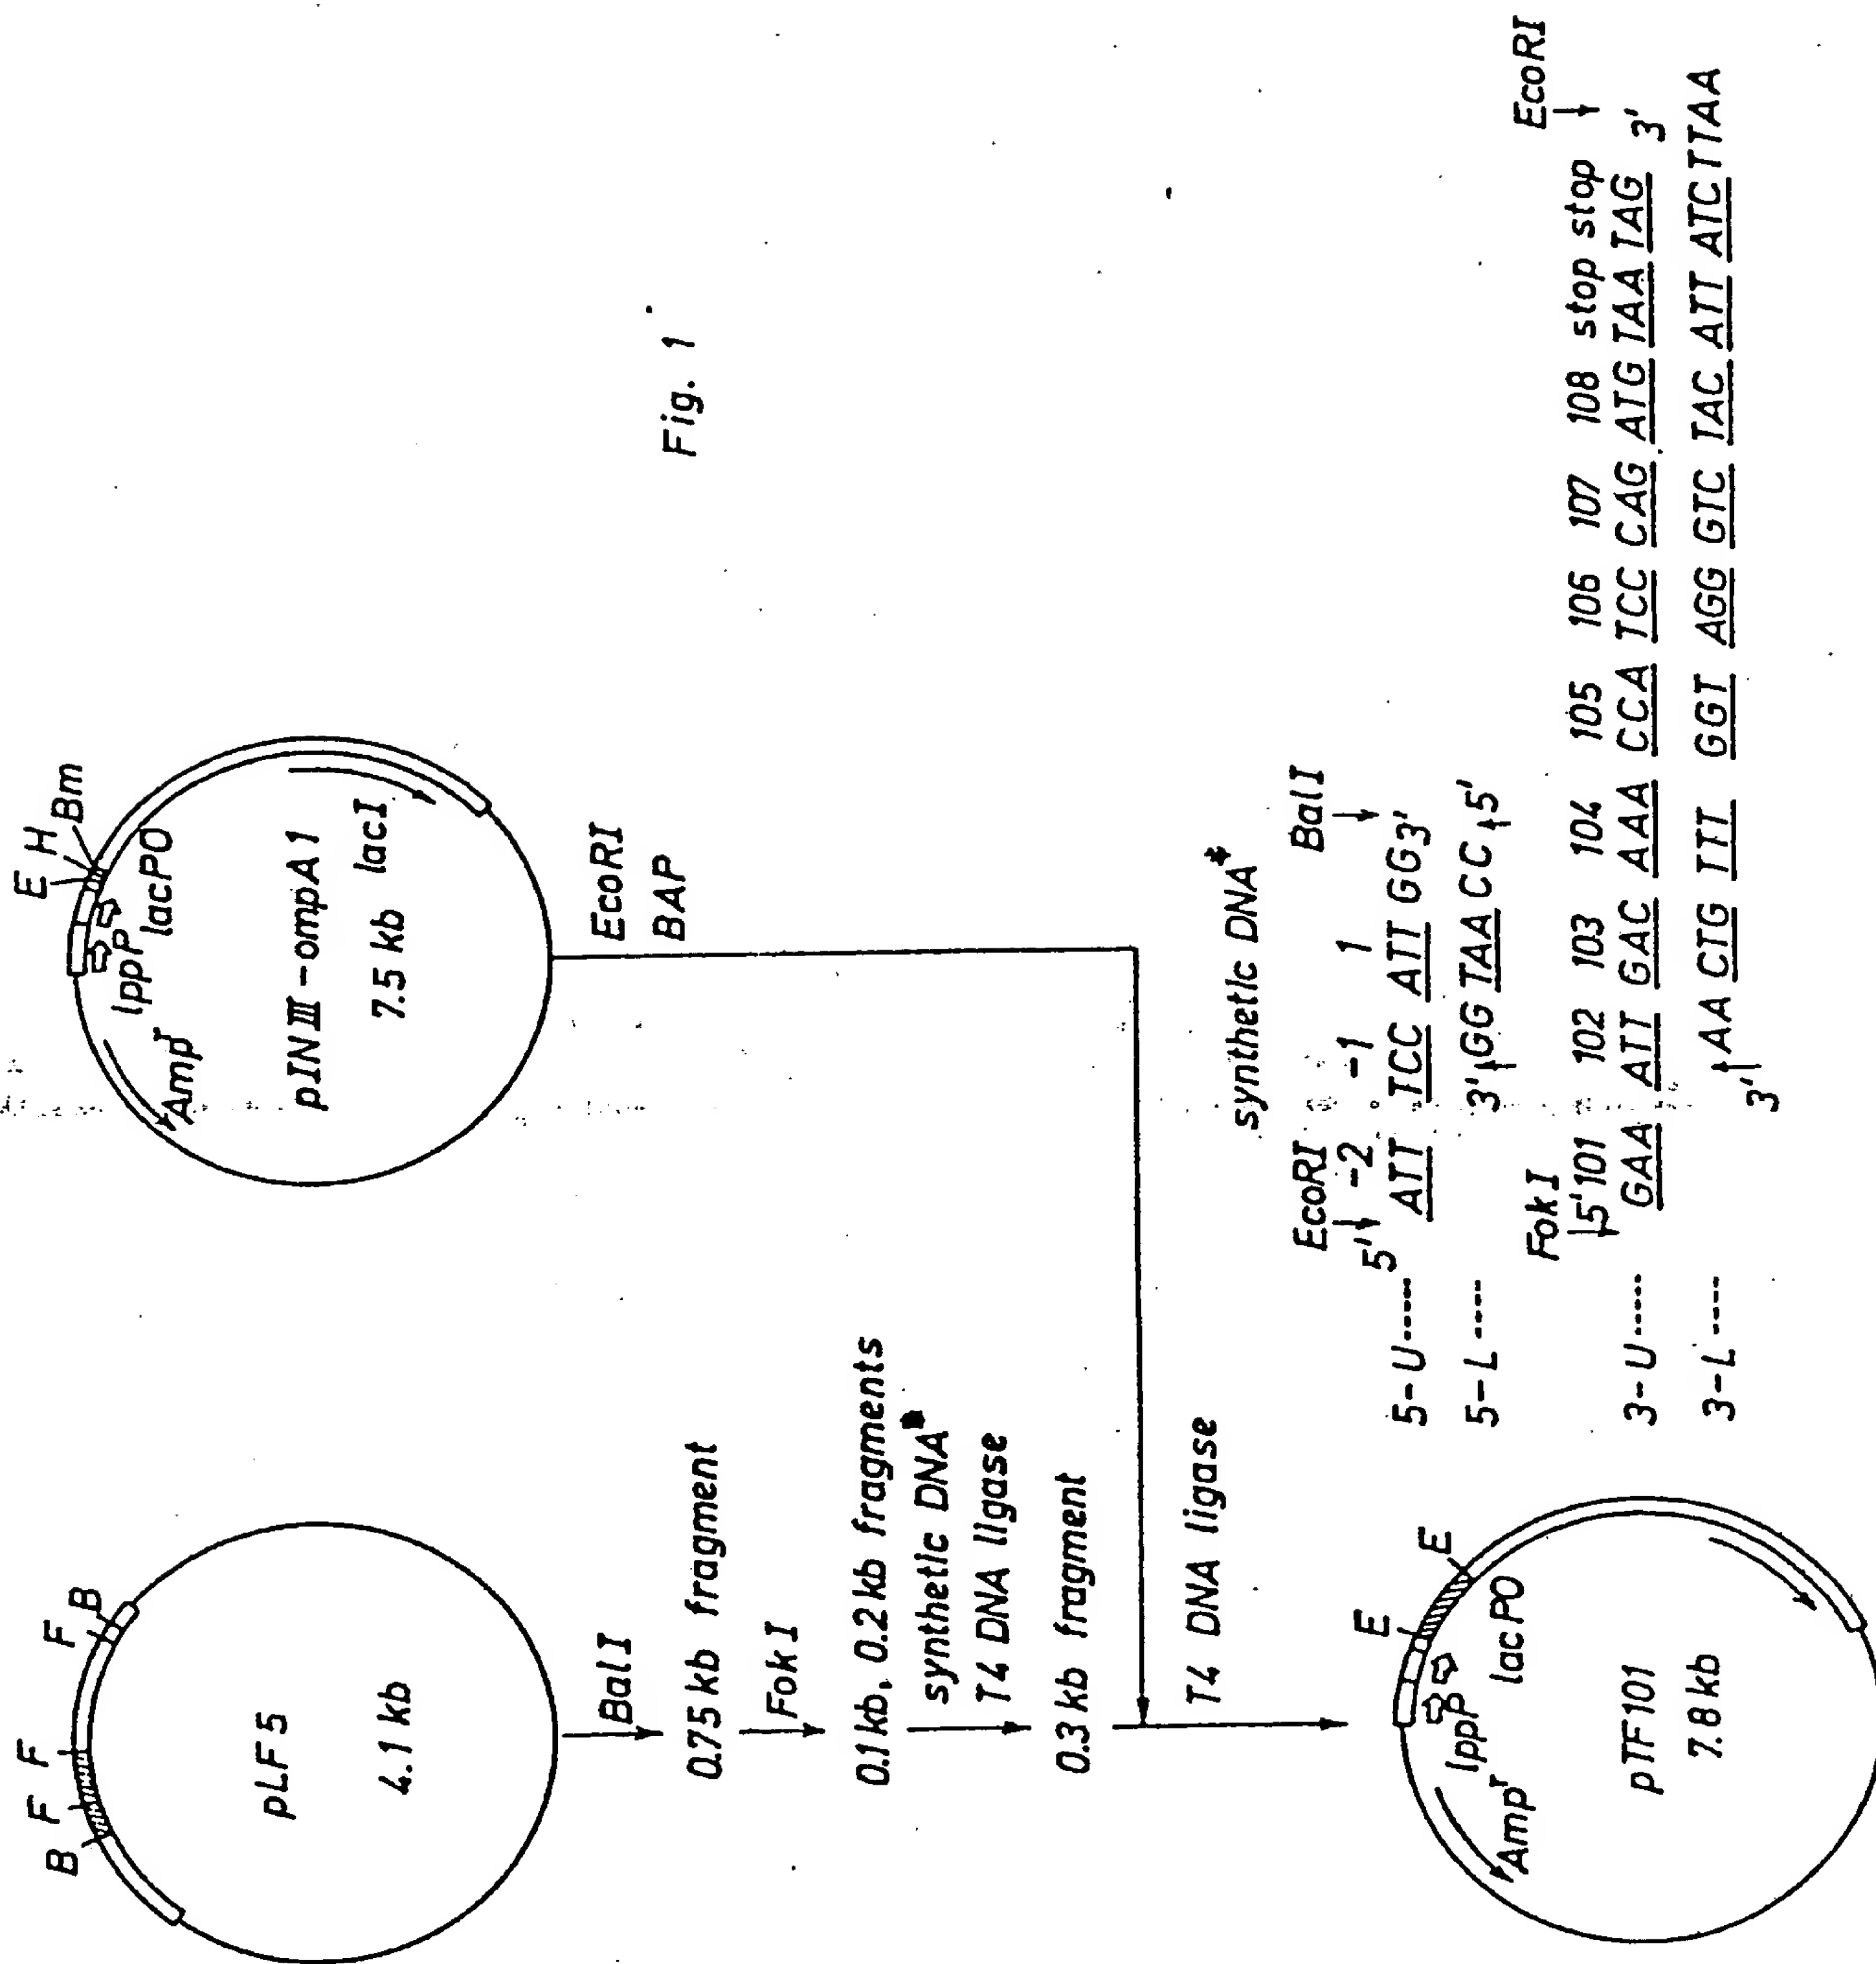 B F F F B
pLF5
4.1 kb
BalI
0.75 kb fragment
FokI
0.1 kb, 0.2 kb fragments
synthetic DNA*
T4 DNA ligase
0.3 kb fragment
T4 DNA ligase
E H Bm
lppP
lacPO
Ampr
pINIII-ompA1
7.5 kb lacI
EcoRI
BAP
Fig. 1
E E
lppP
lacPO
Ampr
pTF101
7.8 kb
synthetic DNA*
EcoRI BalI
5' -2 -1 1
5-U----- ATT TCC ATT GG3'
5-L---- 3' GG TAA CC 5'
FokI EcoRI
5' 101 102 103 104 105 106 107 108 stop stop
3-U----- GAA ATT GAC AAA CCA TCC CAG ATG TAA TAG 3'
3-L---- AA CTG TTT GGT AGG GTC TAC ATT ATCTTAA
3'